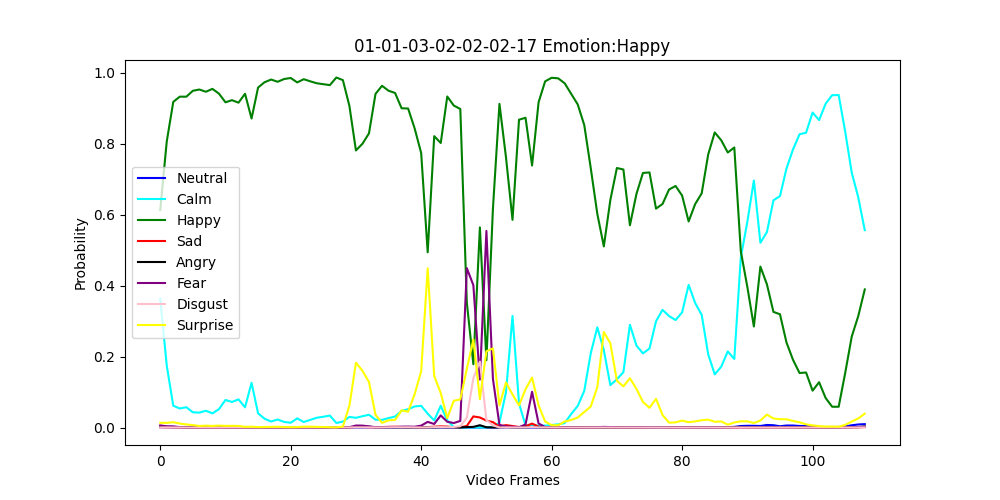 01-01-03-02-02-02-17 Emotion:Happy
1.0
0.8
0.6
0.4
0.2
0.0
Probability
Neutral
Calm
Happy
Sad
Angry
Fear
Disgust
Surprise
0 20 40 60 80 100
Video Frames